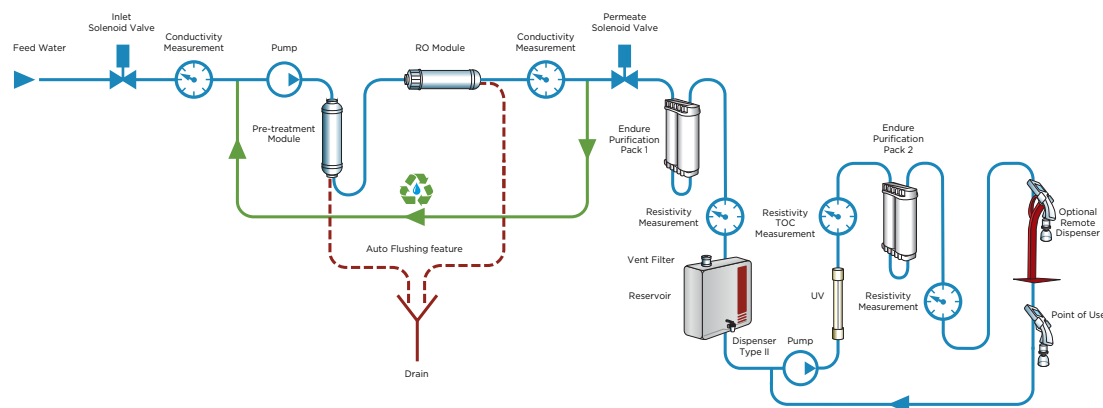 Feed Water
Inlet
Solenoid Valve
Conductivity
Measurement
Pump
RO Module
Conductivity
Measurement
Permeate
Solenoid Valve
Pre-treatment
Module
Endure
Purification
Pack 1
Endure
Purification
Pack 2
Resistivity
Measurement
Resistivity
TOC
Measurement
Optional
Remote
Dispenser
Auto Flushing feature
Vent Filter
Reservoir
UV
Resistivity
Measurement
Point of Use
Dispenser
Type II
Pump
Drain